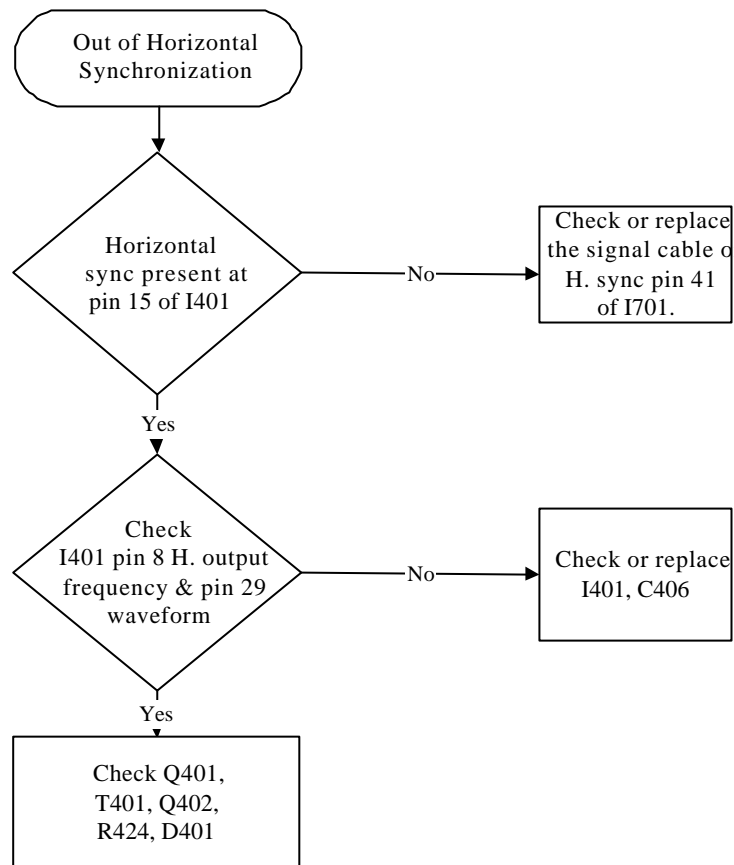 Out of Horizontal
Synchronization
Horizontal
sync present at
pin 15 of I401
No
Check or replace
the signal cable o
H. sync pin 41
of I701.
Yes
Check
I401 pin 8 H. output
frequency & pin 29
waveform
No
Check or replace
I401, C406
Yes
Check Q401,
T401, Q402,
R424, D401